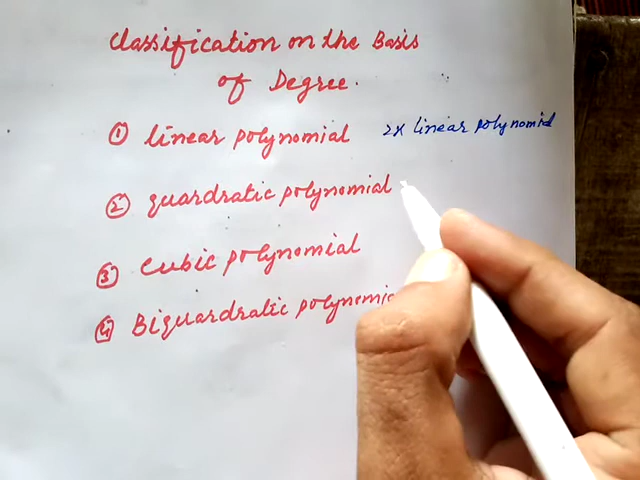 Classification on the Basis
of Degree.
① linear polynomial 2x linear polynomial
② quardratic polynomial
③ Cubic polynomial
④ Biquardratic polynomi